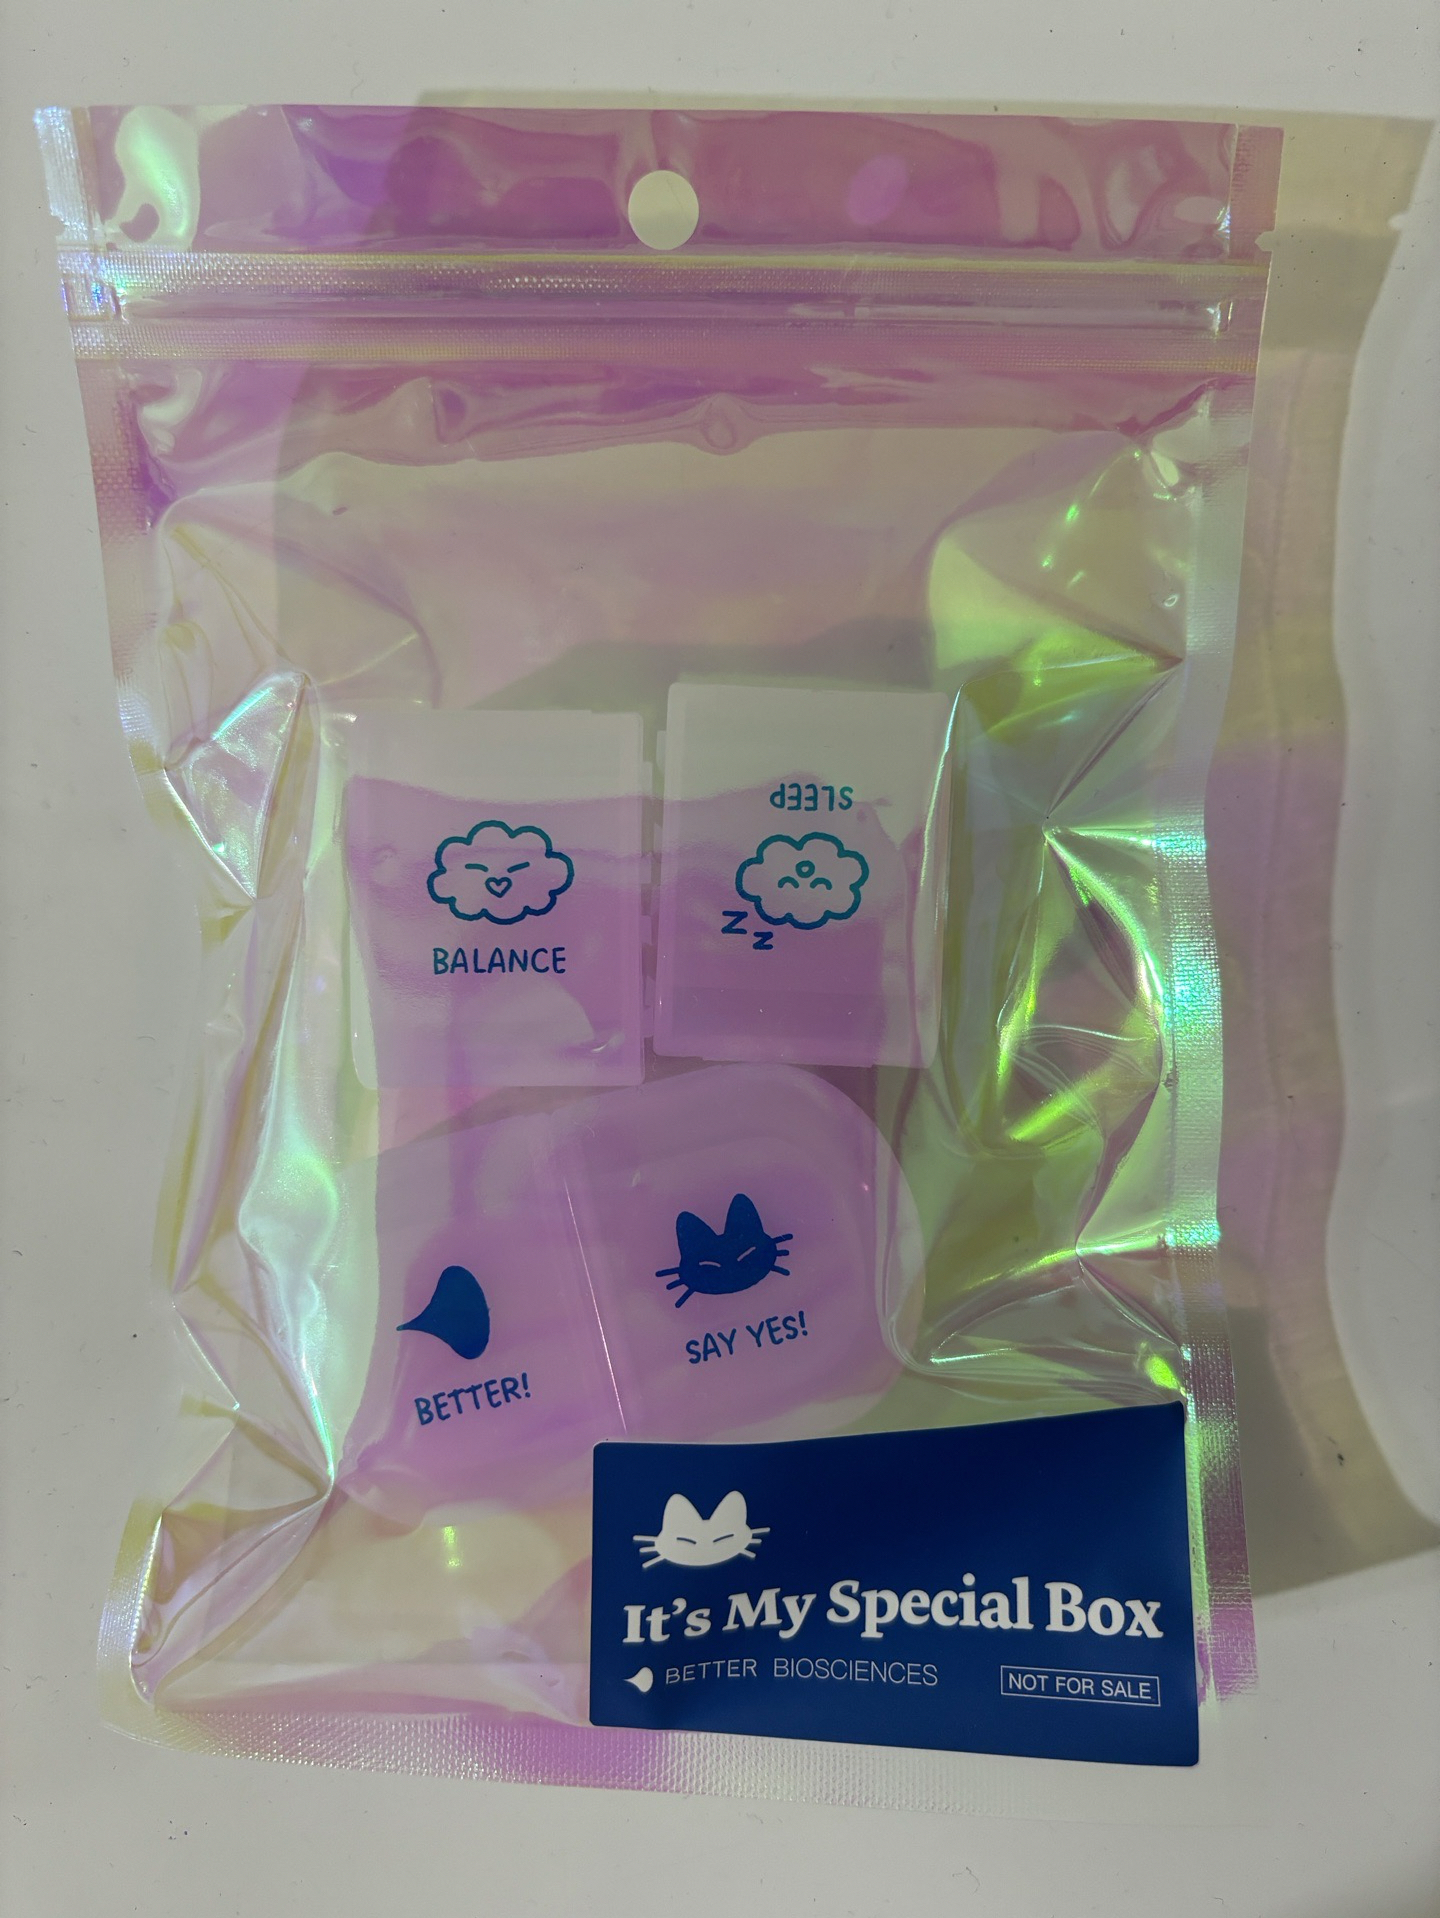 SLEEP
Z
Z
BALANCE
SAY YES!
BETTER!
It's My Special Box
BETTER BIOSCIENCES
NOT FOR SALE